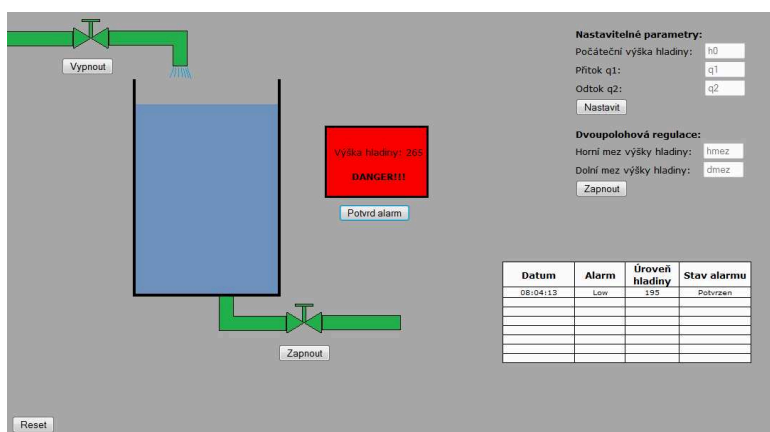 Vypnout
Výška hladiny: 265
DANGER!!!
Potvrd alarm
Zapnout
Reset
Nastavitelné parametry:
Počáteční výška hladiny: h0
Přítok q1: q1
Odtok q2: q2
Nastavit
Dvoupolohová regulace:
Horní mez výšky hladiny: hmez
Dolní mez výšky hladiny: dmez
Zapnout
Datum Alarm Úroveň hladiny Stav alarmu
08:04:13 Low 195 Potvrzen